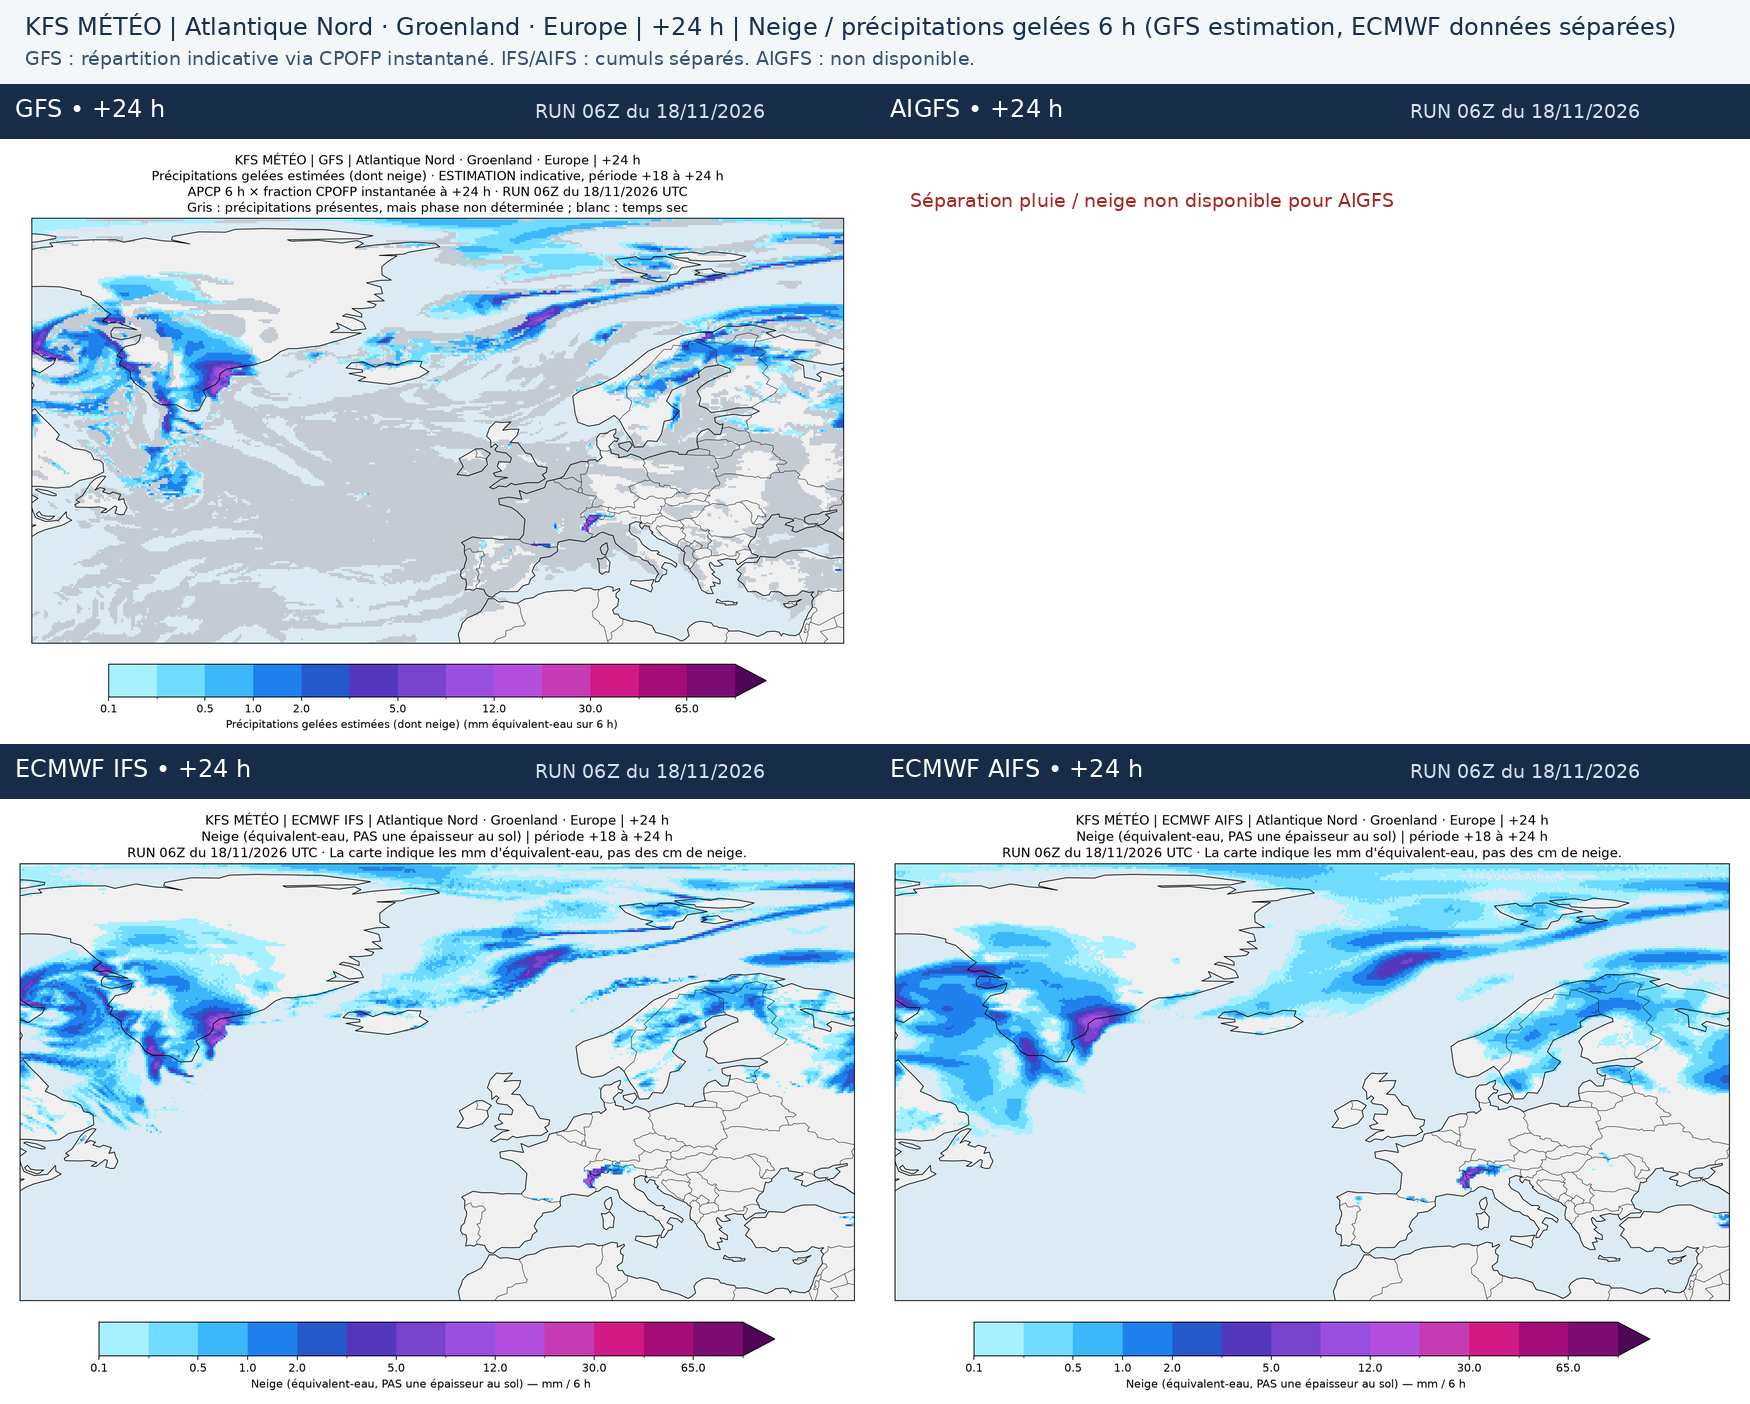 KFS MÉTÉO | Atlantique Nord · Groenland · Europe | +24 h | Neige / précipitations gelées 6 h (GFS estimation, ECMWF données séparées)
GFS : répartition indicative via CPOFP instantané. IFS/AIFS : cumuls séparés. AIGFS : non disponible.
GFS • +24 h
RUN 06Z du 18/11/2026
AIGFS • +24 h
RUN 06Z du 18/11/2026
KFS MÉTÉO | GFS | Atlantique Nord · Groenland · Europe | +24 h
Précipitations gelées estimées (dont neige) · ESTIMATION indicative, période +18 à +24 h
APCP 6 h × fraction CPOFP instantanée à +24 h · RUN 06Z du 18/11/2026 UTC
Gris : précipitations présentes, mais phase non déterminée ; blanc : temps sec
Séparation pluie / neige non disponible pour AIGFS
0.1 0.5 1.0 2.0 5.0 12.0 30.0 65.0
Précipitations gelées estimées (dont neige) (mm équivalent-eau sur 6 h)
ECMWF IFS • +24 h
RUN 06Z du 18/11/2026
ECMWF AIFS • +24 h
RUN 06Z du 18/11/2026
KFS MÉTÉO | ECMWF IFS | Atlantique Nord · Groenland · Europe | +24 h
Neige (équivalent-eau, PAS une épaisseur au sol) | période +18 à +24 h
RUN 06Z du 18/11/2026 UTC · La carte indique les mm d'équivalent-eau, pas des cm de neige.
KFS MÉTÉO | ECMWF AIFS | Atlantique Nord · Groenland · Europe | +24 h
Neige (équivalent-eau, PAS une épaisseur au sol) | période +18 à +24 h
RUN 06Z du 18/11/2026 UTC · La carte indique les mm d'équivalent-eau, pas des cm de neige.
0.1 0.5 1.0 2.0 5.0 12.0 30.0 65.0
Neige (équivalent-eau, PAS une épaisseur au sol) — mm / 6 h
0.1 0.5 1.0 2.0 5.0 12.0 30.0 65.0
Neige (équivalent-eau, PAS une épaisseur au sol) — mm / 6 h